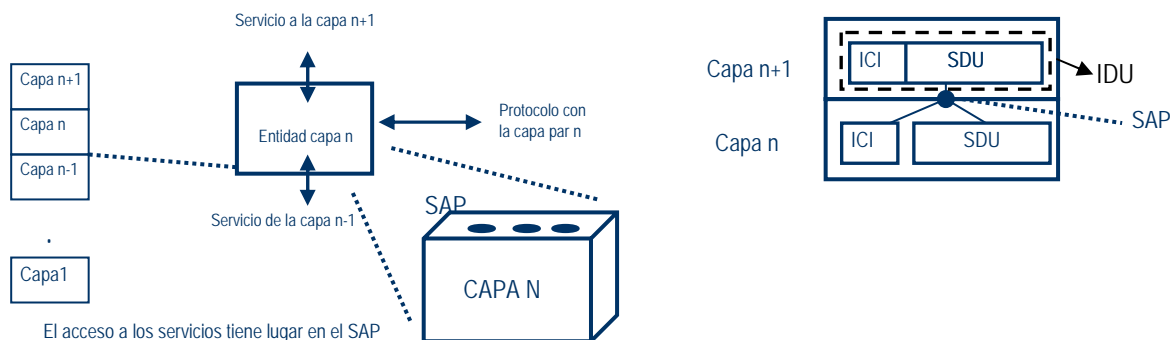 Servicio a la capa n+1
Capa n+1
Capa n
Capa n-1
.
Capa1
Entidad capa n
Protocolo con
la capa par n
Servicio de la capa n-1
SAP
CAPA N
El acceso a los servicios tiene lugar en el SAP
Capa n+1
ICI
SDU
IDU
SAP
Capa n
ICI
SDU